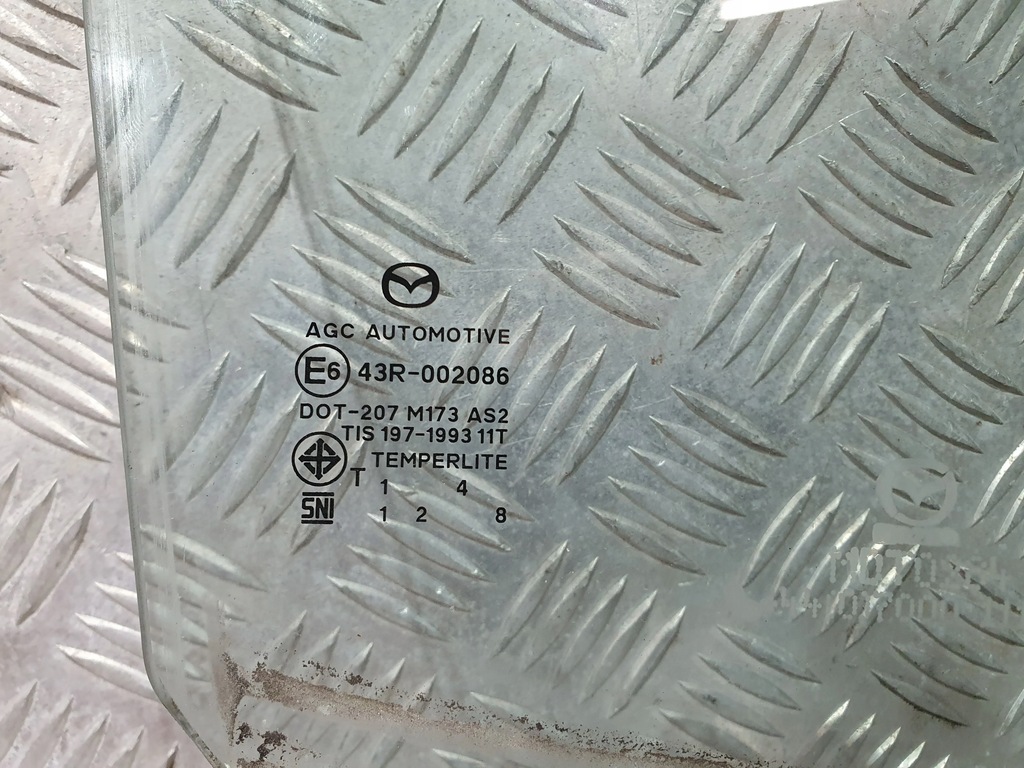 AGC AUTOMOTIVE
E6 43R-002086
DOT-207 M173 AS2
TIS 197-1993 11T
TEMPERLITE
T 1 4
SNI 1 2 8